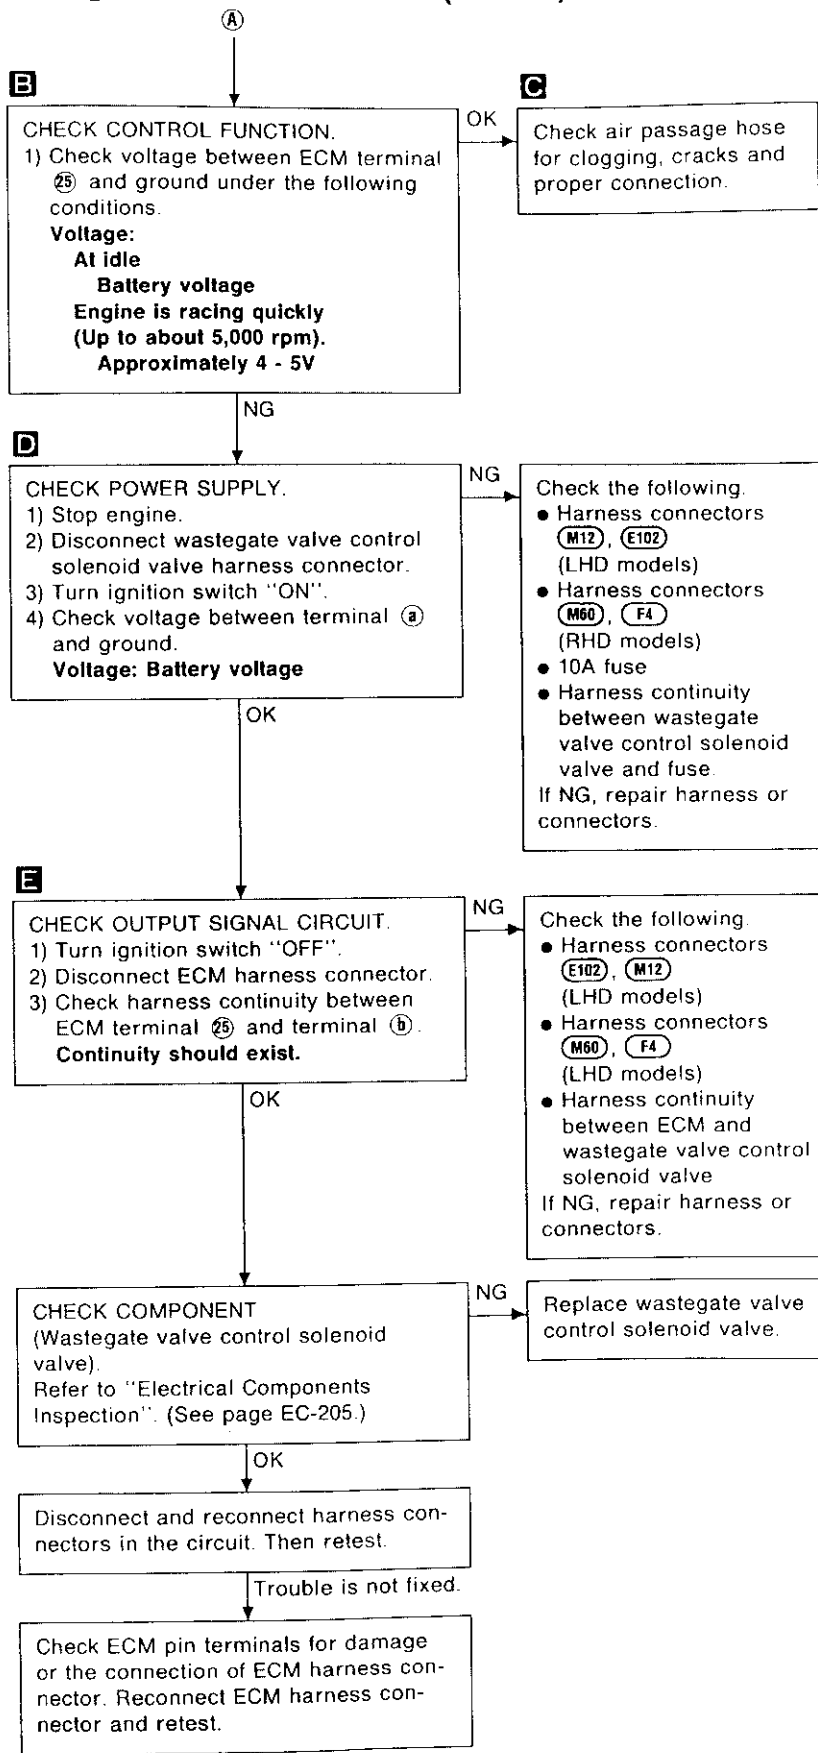 Ⓐ
B
CHECK CONTROL FUNCTION.
1) Check voltage between ECM terminal
㉕ and ground under the following
conditions.
Voltage:
At idle
Battery voltage
Engine is racing quickly
(Up to about 5,000 rpm).
Approximately 4 - 5V
OK
C
Check air passage hose
for clogging, cracks and
proper connection.
NG
D
CHECK POWER SUPPLY.
1) Stop engine.
2) Disconnect wastegate valve control
solenoid valve harness connector.
3) Turn ignition switch "ON".
4) Check voltage between terminal ⓐ
and ground.
Voltage: Battery voltage
NG
Check the following.
● Harness connectors
M12, E102
(LHD models)
● Harness connectors
M60, F4
(RHD models)
● 10A fuse
● Harness continuity
between wastegate
valve control solenoid
valve and fuse.
If NG, repair harness or
connectors.
OK
E
CHECK OUTPUT SIGNAL CIRCUIT.
1) Turn ignition switch "OFF".
2) Disconnect ECM harness connector.
3) Check harness continuity between
ECM terminal ㉕ and terminal ⓑ.
Continuity should exist.
NG
Check the following.
● Harness connectors
E102, M12
(LHD models)
● Harness connectors
M60, F4
(LHD models)
● Harness continuity
between ECM and
wastegate valve control
solenoid valve
If NG, repair harness or
connectors.
OK
CHECK COMPONENT
(Wastegate valve control solenoid
valve).
Refer to "Electrical Components
Inspection". (See page EC-205.)
NG
Replace wastegate valve
control solenoid valve.
OK
Disconnect and reconnect harness con-
nectors in the circuit. Then retest.
Trouble is not fixed.
Check ECM pin terminals for damage
or the connection of ECM harness con-
nector. Reconnect ECM harness con-
nector and retest.